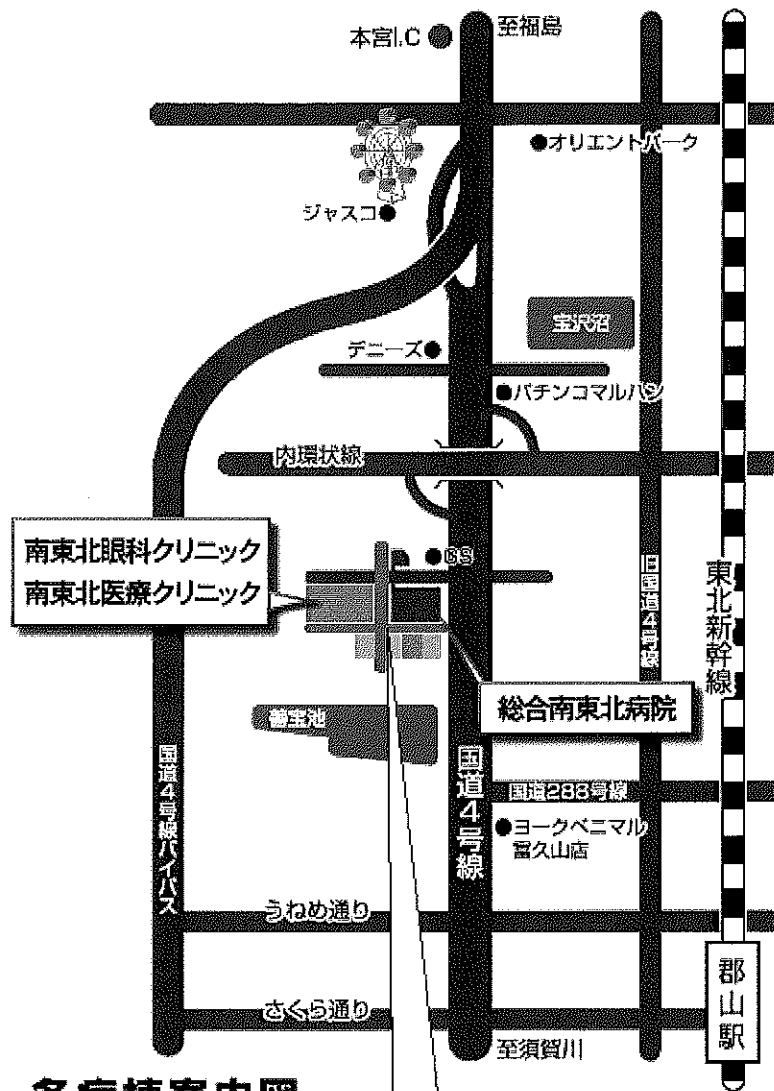 至福島
本宮I.C
オリエントパーク
ジャスコ
宝沢沼
デニーズ
パチンコマルハン
内環状線
南東北眼科クリニック
南東北医療クリニック
GS
旧国道4号線
東北新幹線
総合南東北病院
善宝池
国道4号線
国道4号線バイパス
国道288号線
ヨークベニマル
富久山店
うねめ通り
郡山駅
さくら通り
至須賀川
各病棟案内図